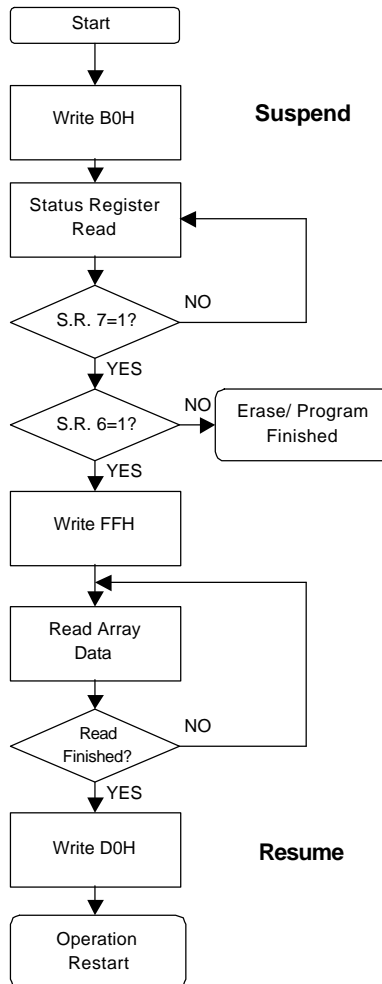 Start
Write B0H
Suspend
Status Register
Read
NO
S.R. 7=1?
YES
NO
S.R. 6=1?
Erase/ Program
Finished
YES
Write FFH
Read Array
Data
NO
Read
Finished?
YES
Write D0H
Resume
Operation
Restart